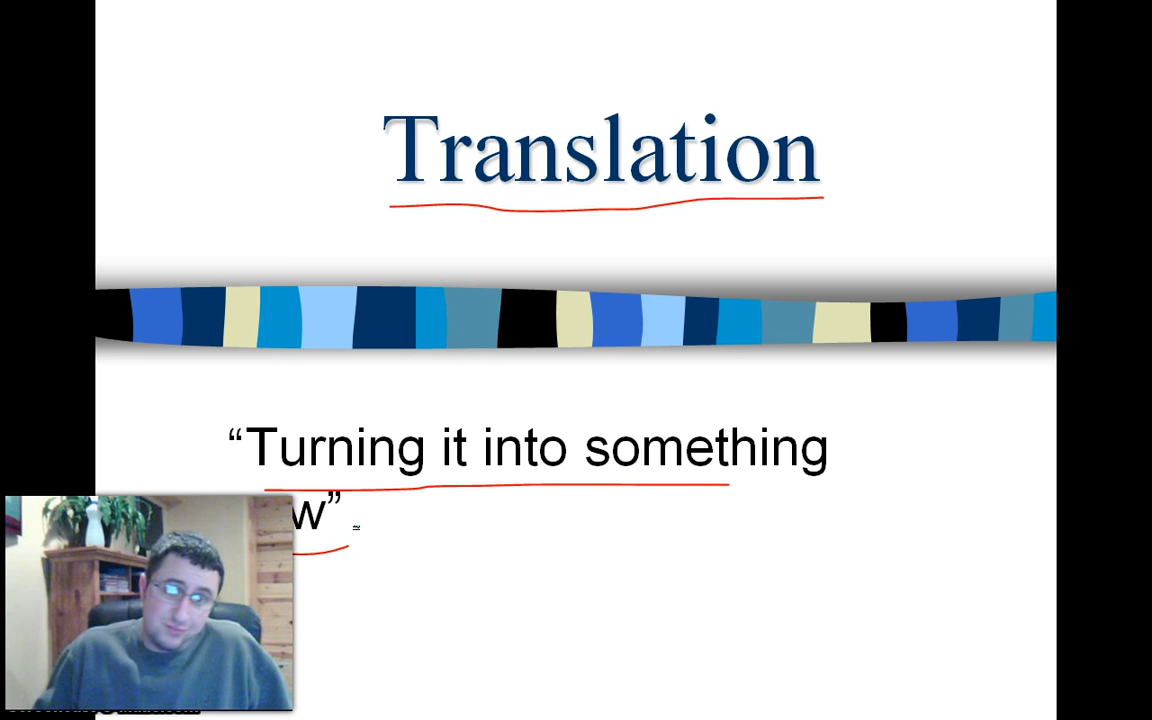 Translation
“Turning it into something
w”